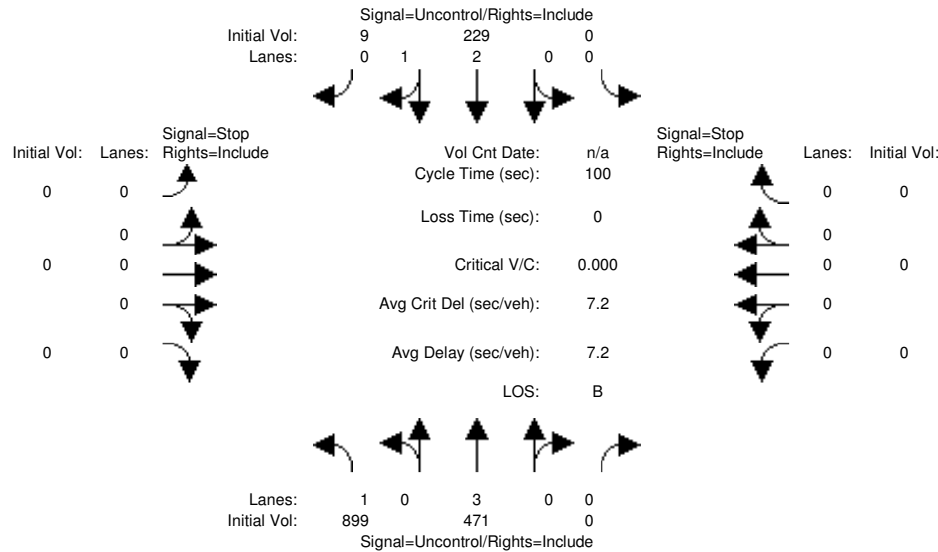 Signal=Uncontrol/Rights=Include
Initial Vol: 9 229 0
Lanes: 0 1 2 0 0
Signal=Stop Signal=Stop
Initial Vol: Lanes: Rights=Include Vol Cnt Date: n/a Rights=Include Lanes: Initial Vol:
Cycle Time (sec): 100
0 0 0 0
Loss Time (sec): 0
0 0
0 0 Critical V/C: 0.000 0 0
0 Avg Crit Del (sec/veh): 7.2 0
0 0 Avg Delay (sec/veh): 7.2 0 0
LOS: B
Lanes: 1 0 3 0 0
Initial Vol: 899 471 0
Signal=Uncontrol/Rights=Include